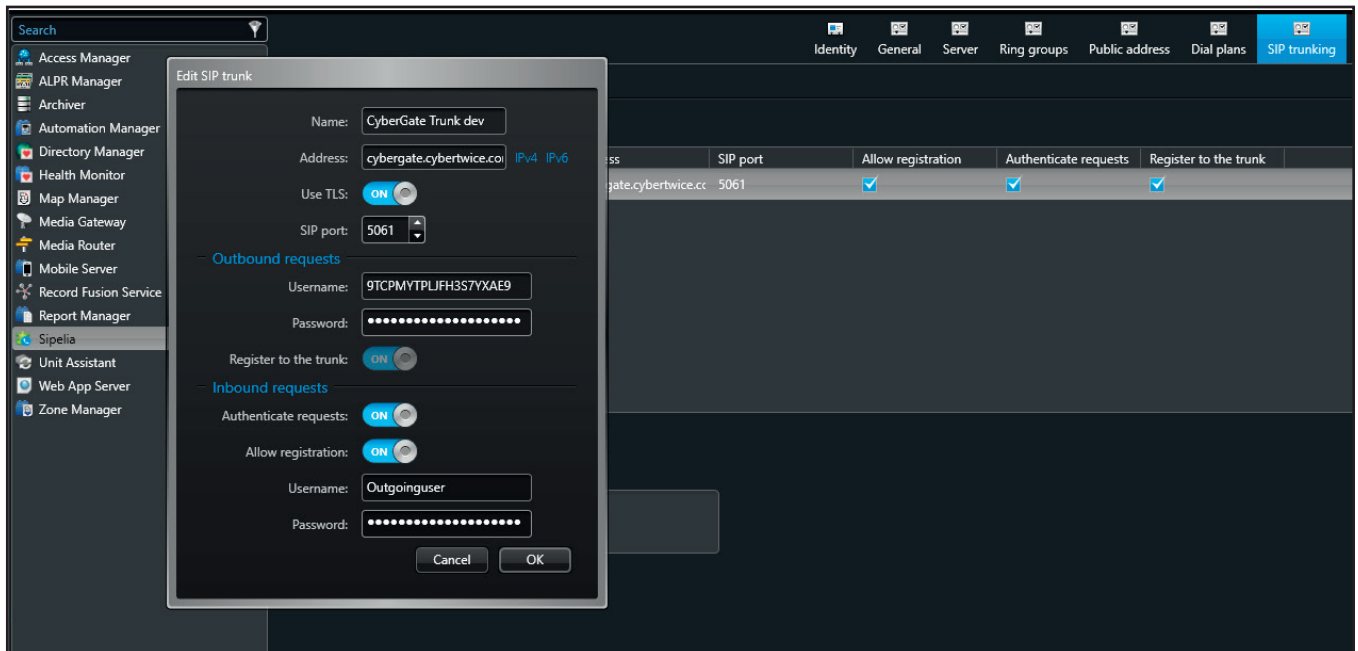 Search
Identity
General
Server
Ring groups
Public address
Dial plans
SIP trunking
Access Manager
ALPR Manager
Archiver
Automation Manager
Directory Manager
Health Monitor
Map Manager
Media Gateway
Media Router
Mobile Server
Record Fusion Service
Report Manager
Sipelia
Unit Assistant
Web App Server
Zone Manager
Edit SIP trunk
Name: CyberGate Trunk dev
Address: cybergate.cybertwice.co IPv4 IPv6
Use TLS: ON
SIP port: 5061
Outbound requests
Username: 9TCPMYTPLJFH3S7YXAE9
Password: ••••••••••••••••••••
Register to the trunk: ON
Inbound requests
Authenticate requests: ON
Allow registration: ON
Username: Outgoinguser
Password: ••••••••••••••••••••
Cancel OK
ess SIP port Allow registration Authenticate requests Register to the trunk
gate.cybertwice.cc 5061